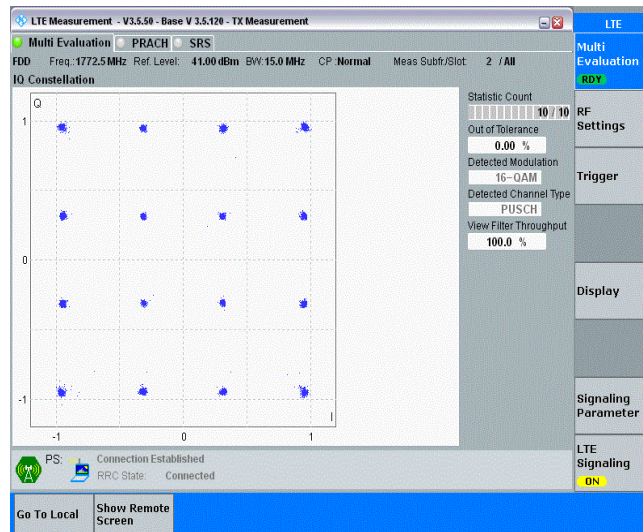 LTE Measurement - V3.5.50 - Base V 3.5.120 - TX Measurement
LTE
Multi Evaluation PRACH SRS
Multi
Evaluation
RDY
FDD Freq.:1772.5 MHz Ref. Level: 41.00 dBm BW:15.0 MHz CP :Normal Meas Subfr./Slot: 2 / All
IQ Constellation
Q
Statistic Count
10 / 10
RF
Settings
1
Out of Tolerance
0.00 %
Detected Modulation
16-QAM
Trigger
Detected Channel Type
PUSCH
View Filter Throughput
100.0 %
0
Display
-1
I
Signaling
Parameter
-1 0 1
LTE
Signaling
ON
PS: Connection Established
RRC State: Connected
Go To Local
Show Remote
Screen